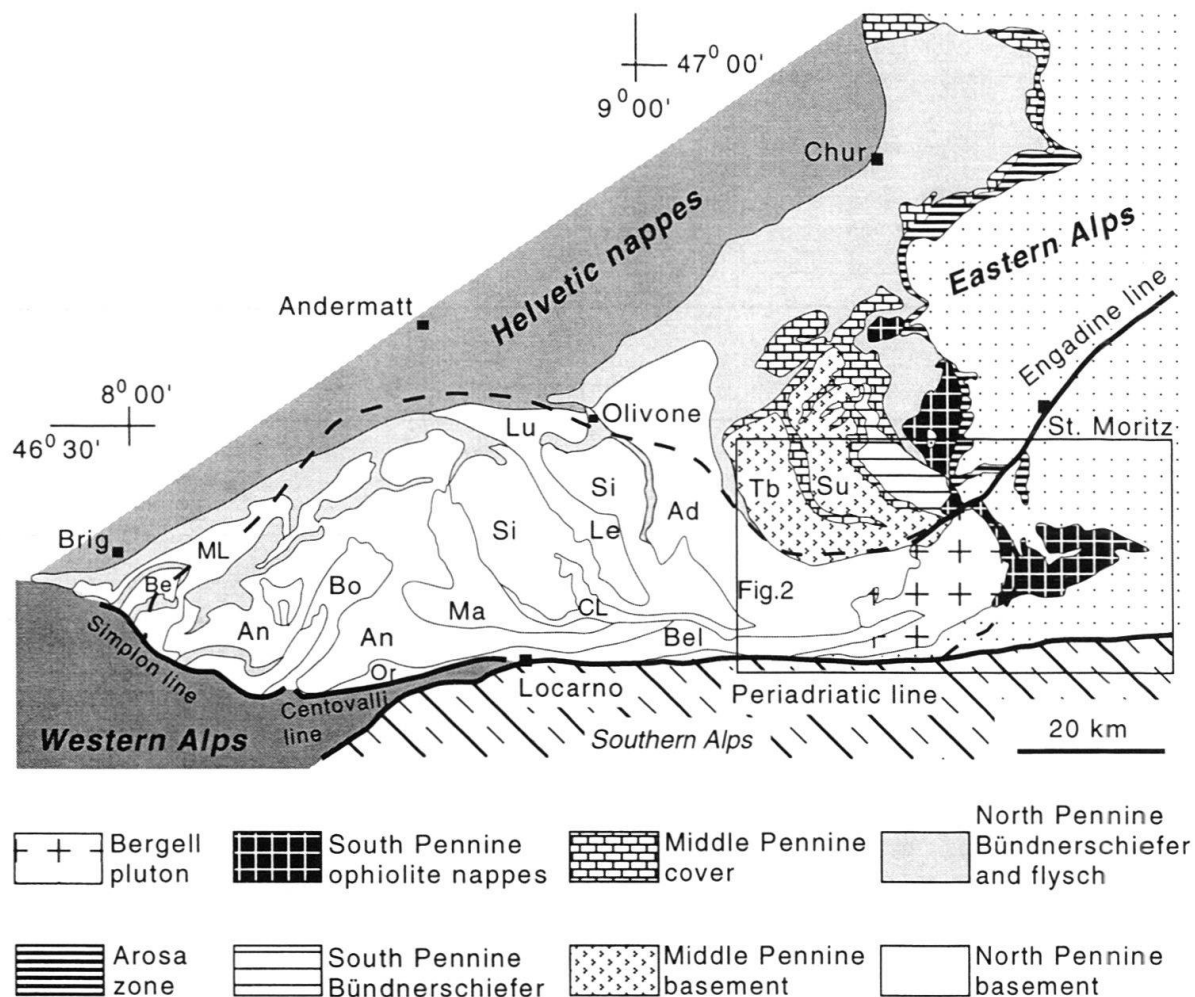 47⁰ 00'
9⁰ 00'
Chur
Helvetic nappes
Eastern Alps
Andermatt
Engadine line
8⁰ 00'
46⁰ 30'
Olivone
St. Moritz
Lu
Si
Tb
Su
Brig
ML
Be
Si
Le
Ad
Bo
Fig.2
An
Ma
CL
An
Bel
Simplon line
Or
Centovalli
line
Locarno
Periadriatic line
Western Alps
Southern Alps
20 km
Bergell
pluton
South Pennine
ophiolite nappes
Middle Pennine
cover
North Pennine
Bündnerschiefer
and flysch
Arosa
zone
South Pennine
Bündnerschiefer
Middle Pennine
basement
North Pennine
basement